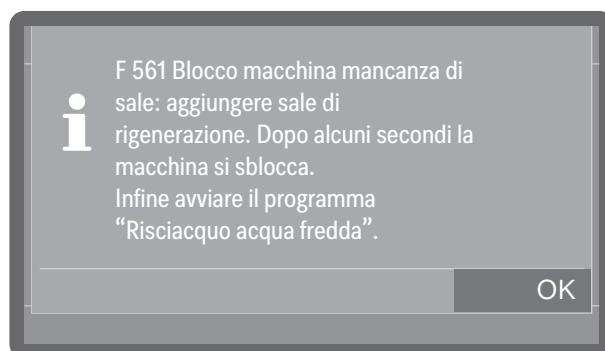 F 561 Blocco macchina mancanza di
sale: aggiungere sale di
rigenerazione. Dopo alcuni secondi la
macchina si sblocca.
Infine avviare il programma
“Risciacquo acqua fredda”.
OK